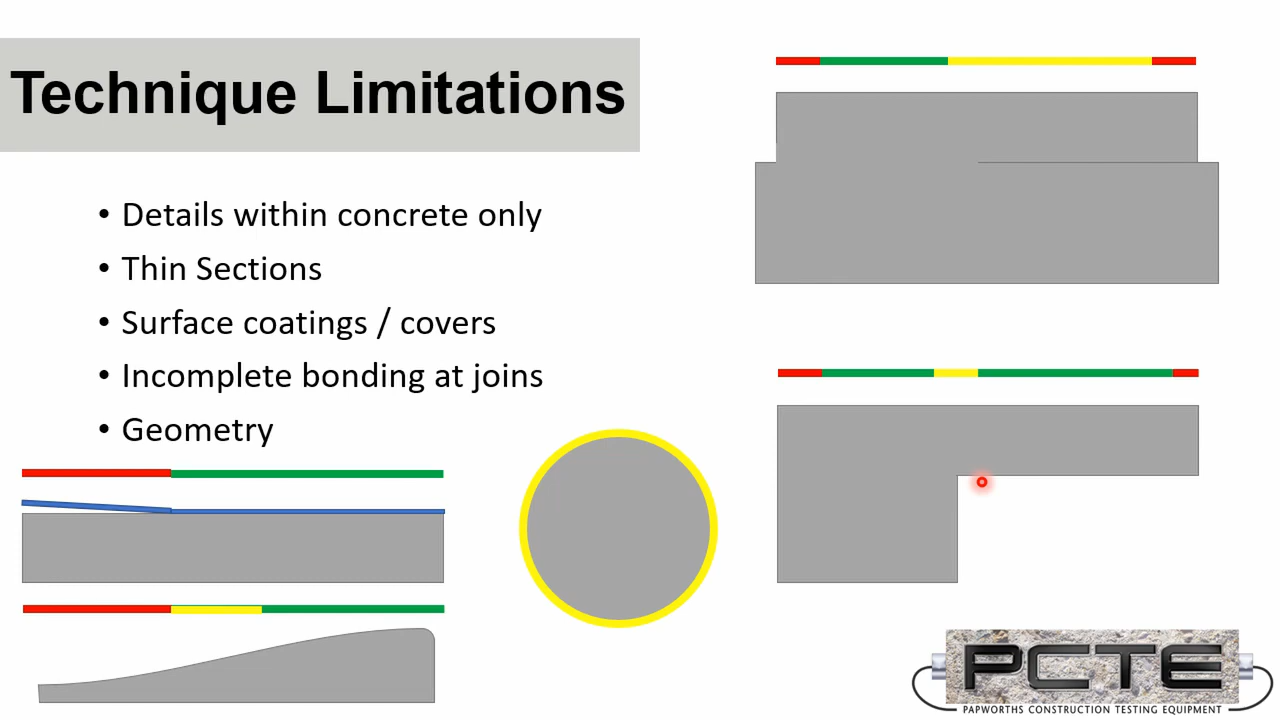 Technique Limitations
• Details within concrete only
• Thin Sections
• Surface coatings / covers
• Incomplete bonding at joins
• Geometry
PCTE
PAPWORTHS CONSTRUCTION TESTING EQUIPMENT